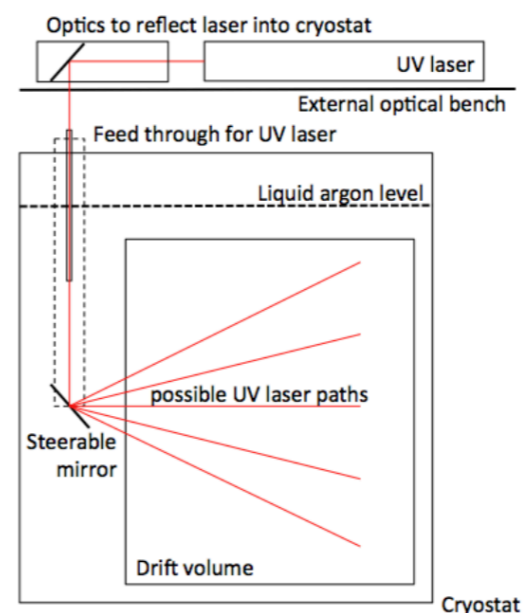 Optics to reflect laser into cryostat
UV laser
External optical bench
Feed through for UV laser
Liquid argon level
possible UV laser paths
Steerable
mirror
Drift volume
Cryostat